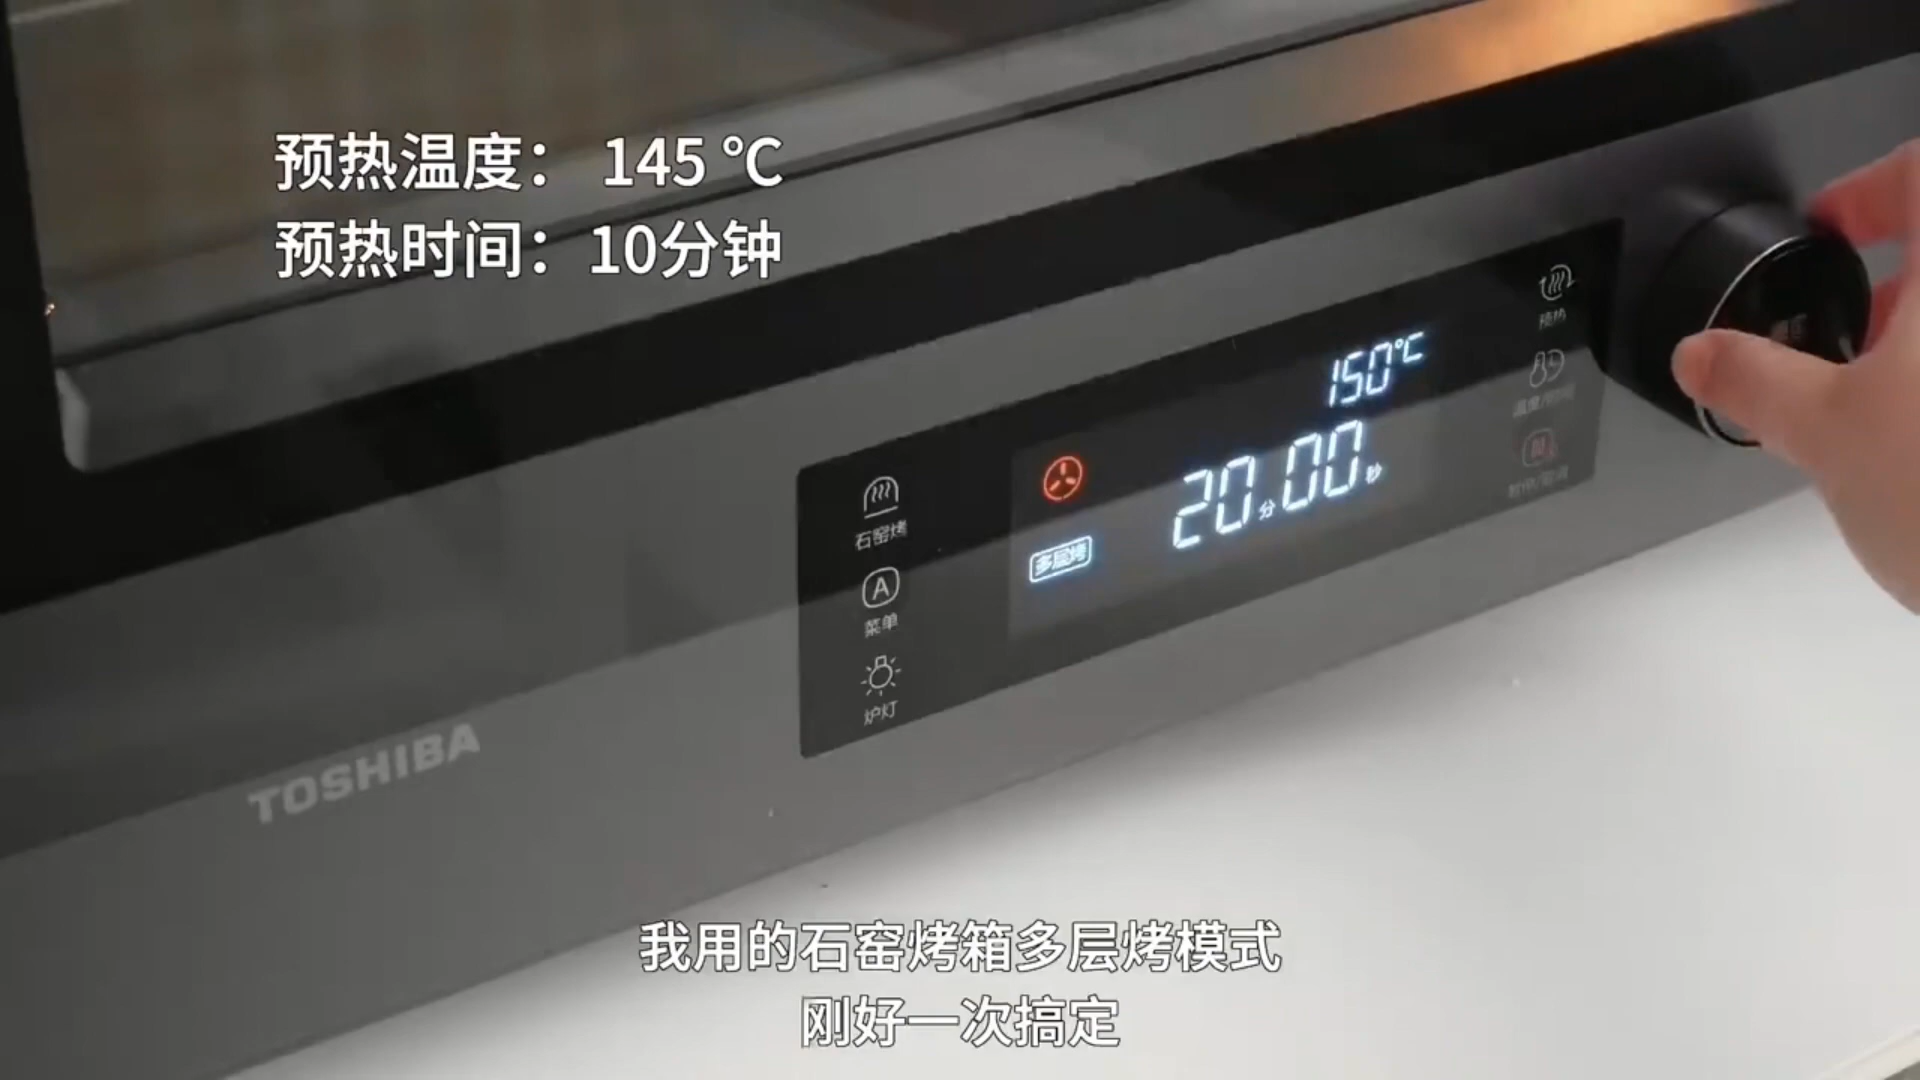 预热温度： 145 ℃
预热时间：10分钟
150℃
预热
20分00秒
多层烤
石窑烤
A
菜单
炉灯
TOSHIBA
我用的石窑烤箱多层烤模式
刚好一次搞定